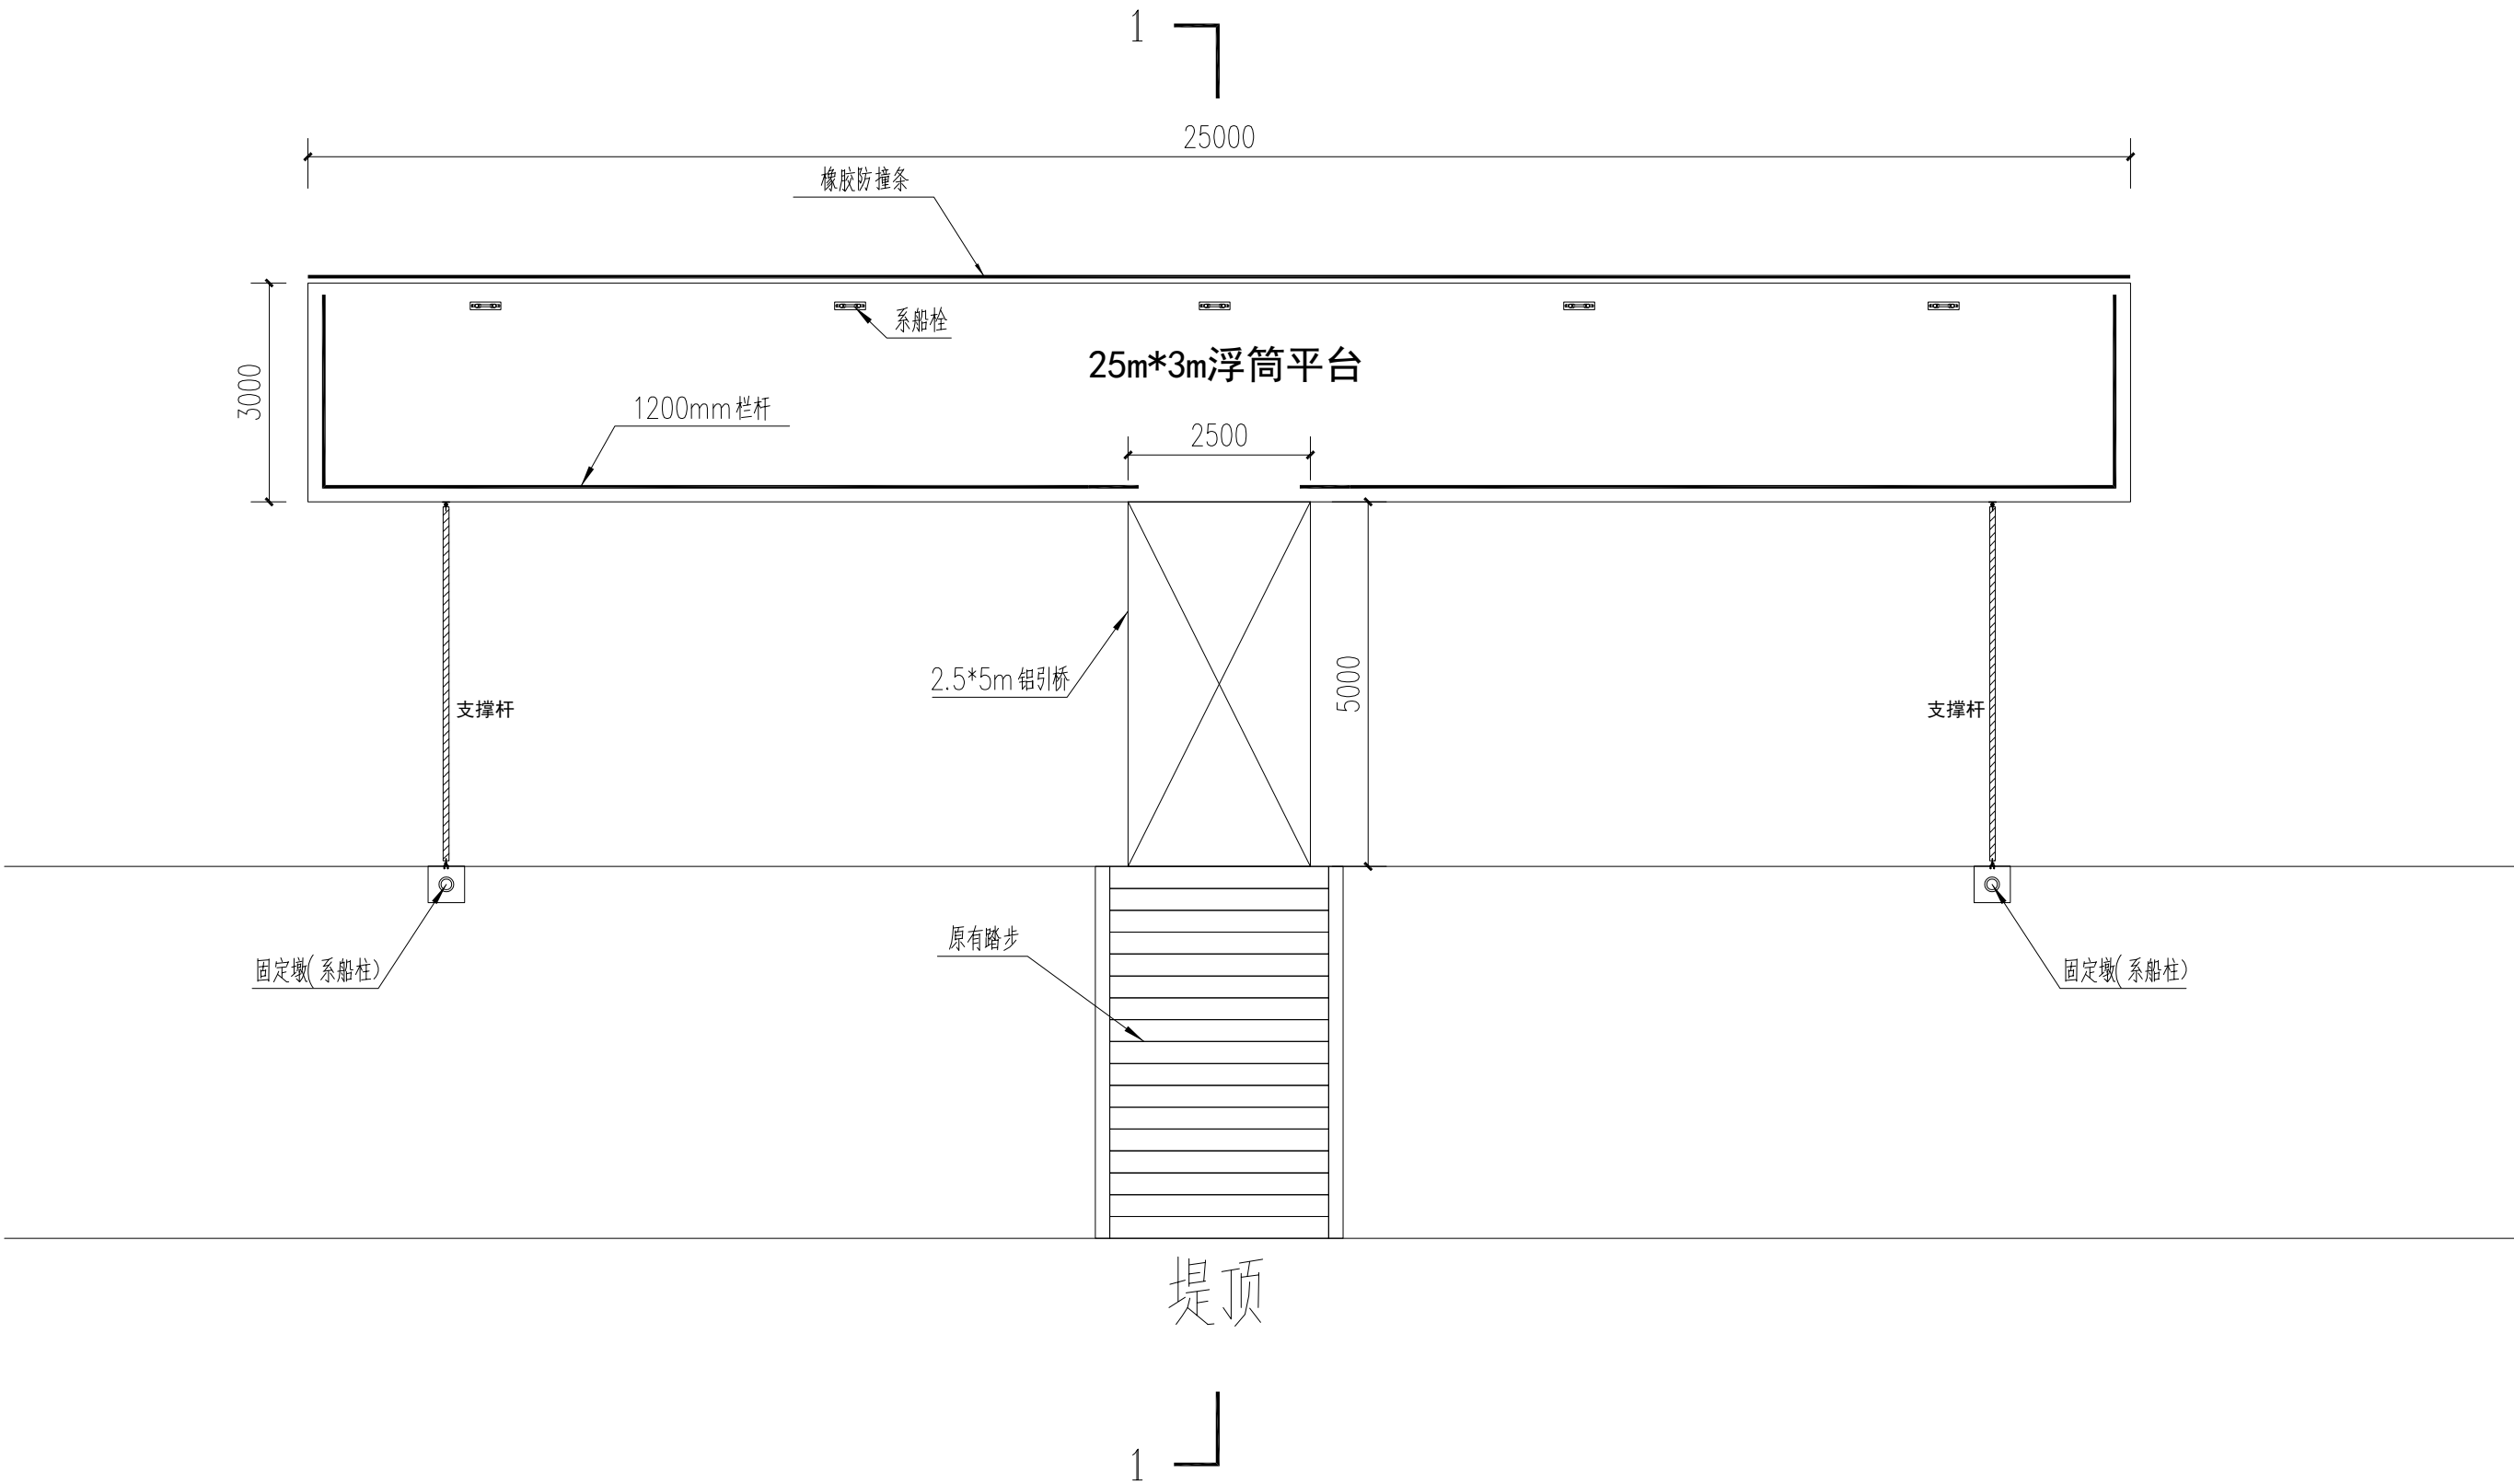 1
25000
橡胶防撞条
系船栓
25m*3m浮筒平台
3000
1200mm栏杆
2500
2.5*5m铝引桥
5000
支撑杆
支撑杆
原有踏步
固定墩(系船柱)
固定墩(系船柱)
堤顶
1